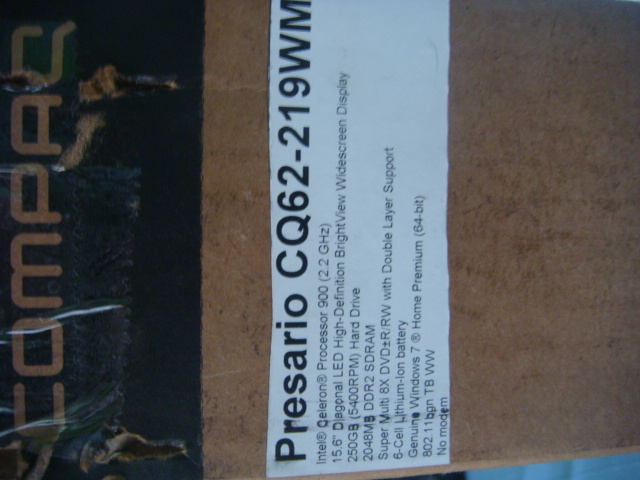 COMPAQ
Presario CQ62-219WM
Intel® Celeron® Processor 900 (2.2 GHz)
15.6" Diagonal LED High-Definition BrightView Widescreen Display
250GB (5400RPM) Hard Drive
2048MB DDR2 SDRAM
Super Multi 8X DVD±R/RW with Double Layer Support
6-Cell Lithium-Ion battery
Genuine Windows 7 ® Home Premium (64-bit)
802.11bgn TB WW
No modem